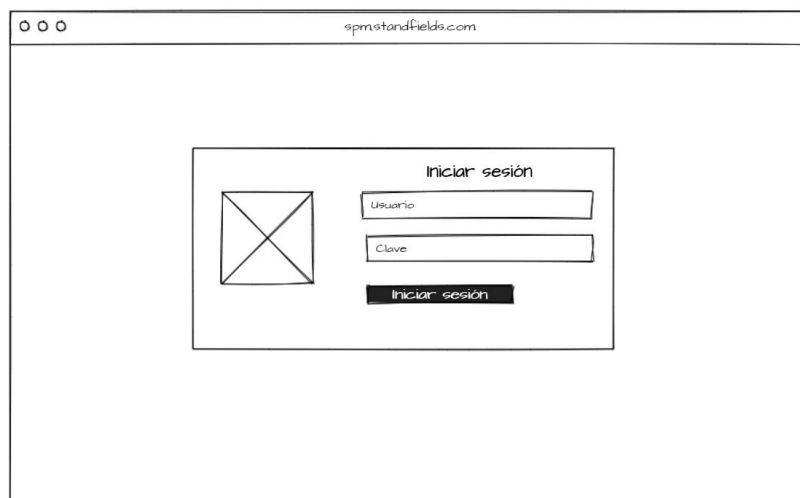 spmstandfields.com
Iniciar sesión
Usuario
Clave
Iniciar sesión